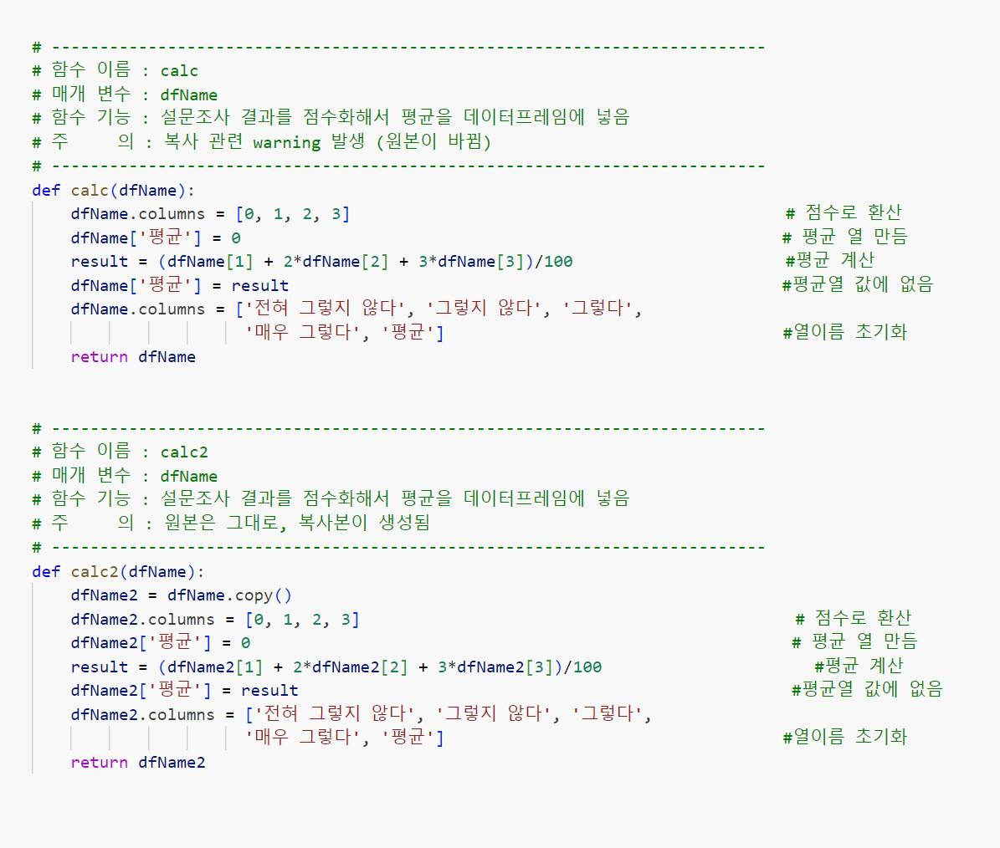 # --------------------------------------------------------------------------
# 함수 이름 : calc
# 매개 변수 : dfName
# 함수 기능 : 설문조사 결과를 점수화해서 평균을 데이터프레임에 넣음
# 주     의 : 복사 관련 warning 발생 (원본이 바뀜)
# --------------------------------------------------------------------------
def calc(dfName):
    dfName.columns = [0, 1, 2, 3] # 점수로 환산
    dfName['평균'] = 0 # 평균 열 만듬
    result = (dfName[1] + 2*dfName[2] + 3*dfName[3])/100 #평균 계산
    dfName['평균'] = result #평균열 값에 없음
    dfName.columns = ['전혀 그렇지 않다', '그렇지 않다', '그렇다',
                      '매우 그렇다', '평균'] #열이름 초기화
    return dfName
# --------------------------------------------------------------------------
# 함수 이름 : calc2
# 매개 변수 : dfName
# 함수 기능 : 설문조사 결과를 점수화해서 평균을 데이터프레임에 넣음
# 주     의 : 원본은 그대로, 복사본이 생성됨
# --------------------------------------------------------------------------
def calc2(dfName):
    dfName2 = dfName.copy()
    dfName2.columns = [0, 1, 2, 3] # 점수로 환산
    dfName2['평균'] = 0 # 평균 열 만듬
    result = (dfName2[1] + 2*dfName2[2] + 3*dfName2[3])/100 #평균 계산
    dfName2['평균'] = result #평균열 값에 없음
    dfName2.columns = ['전혀 그렇지 않다', '그렇지 않다', '그렇다',
                      '매우 그렇다', '평균'] #열이름 초기화
    return dfName2